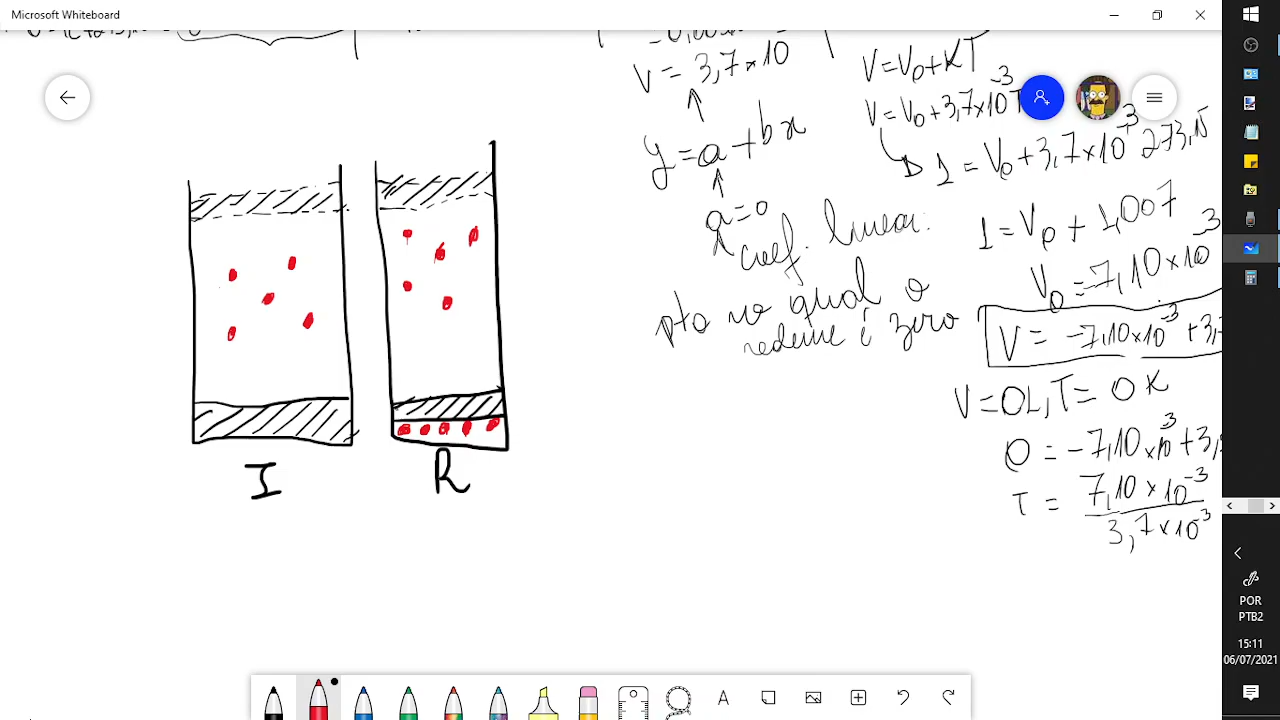 Microsoft Whiteboard
V = 3,7×10
y = a + bx
a = 0
coef. linear:
pto no qual o
redeme é zero
V = V₀ + KT
V = V₀ + 3,7×10⁻³ T
1 = V₀ + 3,7×10⁻³ 273,15
1 = V₀ + 1,007
V₀ = -7,10×10⁻³
V = -7,10×10⁻³ + 3,
V = 0L, T = 0K
0 = -7,10×10⁻³ + 3,
T = 7,10×10⁻³
3,7×10⁻³
I
R
A
POR
PTB2
15:11
06/07/2021